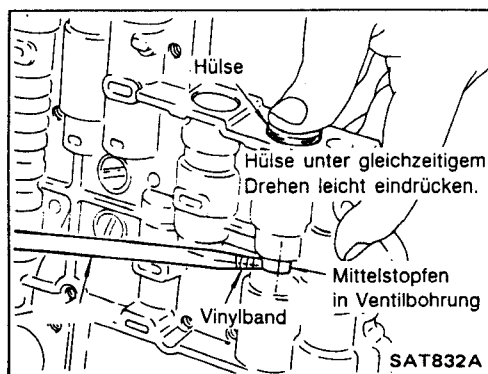 Hülse
Hülse unter gleichzeitigem
Drehen leicht eindrücken.
Mittelstopfen
in Ventilbohrung
Vinylband
SAT832A